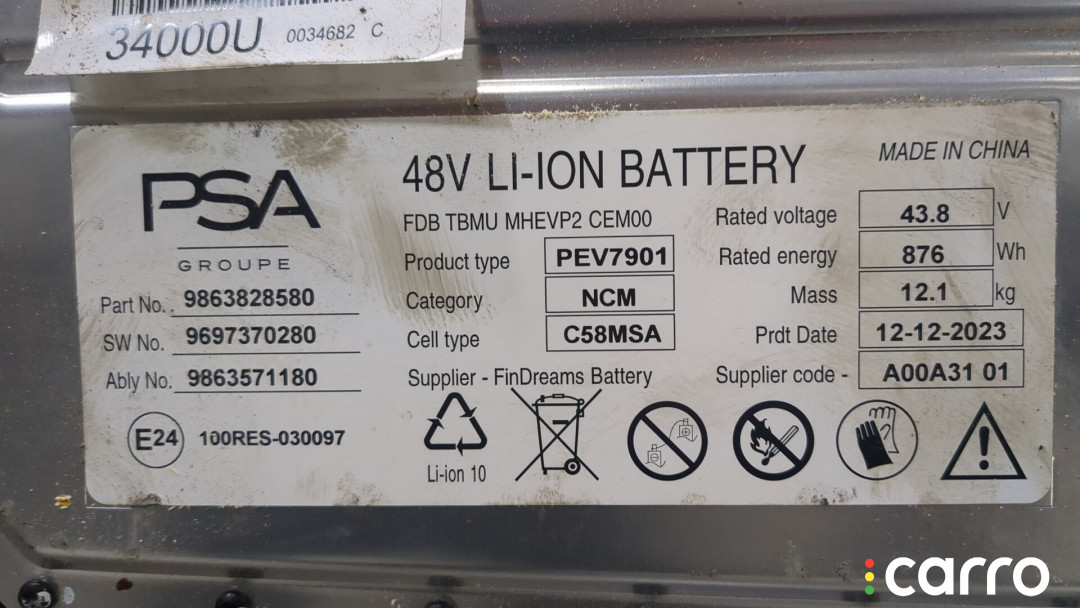 34000U 0034682 C
PSA
GROUPE
48V LI-ION BATTERY
MADE IN CHINA
FDB TBMU MHEVP2 CEM00
Product type PEV7901
Category NCM
Cell type C58MSA
Supplier - FinDreams Battery
Rated voltage 43.8 V
Rated energy 876 Wh
Mass 12.1 kg
Prdt Date 12-12-2023
Supplier code - A00A31 01
Part No. 9863828580
SW No. 9697370280
Ably No. 9863571180
E24 100RES-030097
Li-ion 10
carro